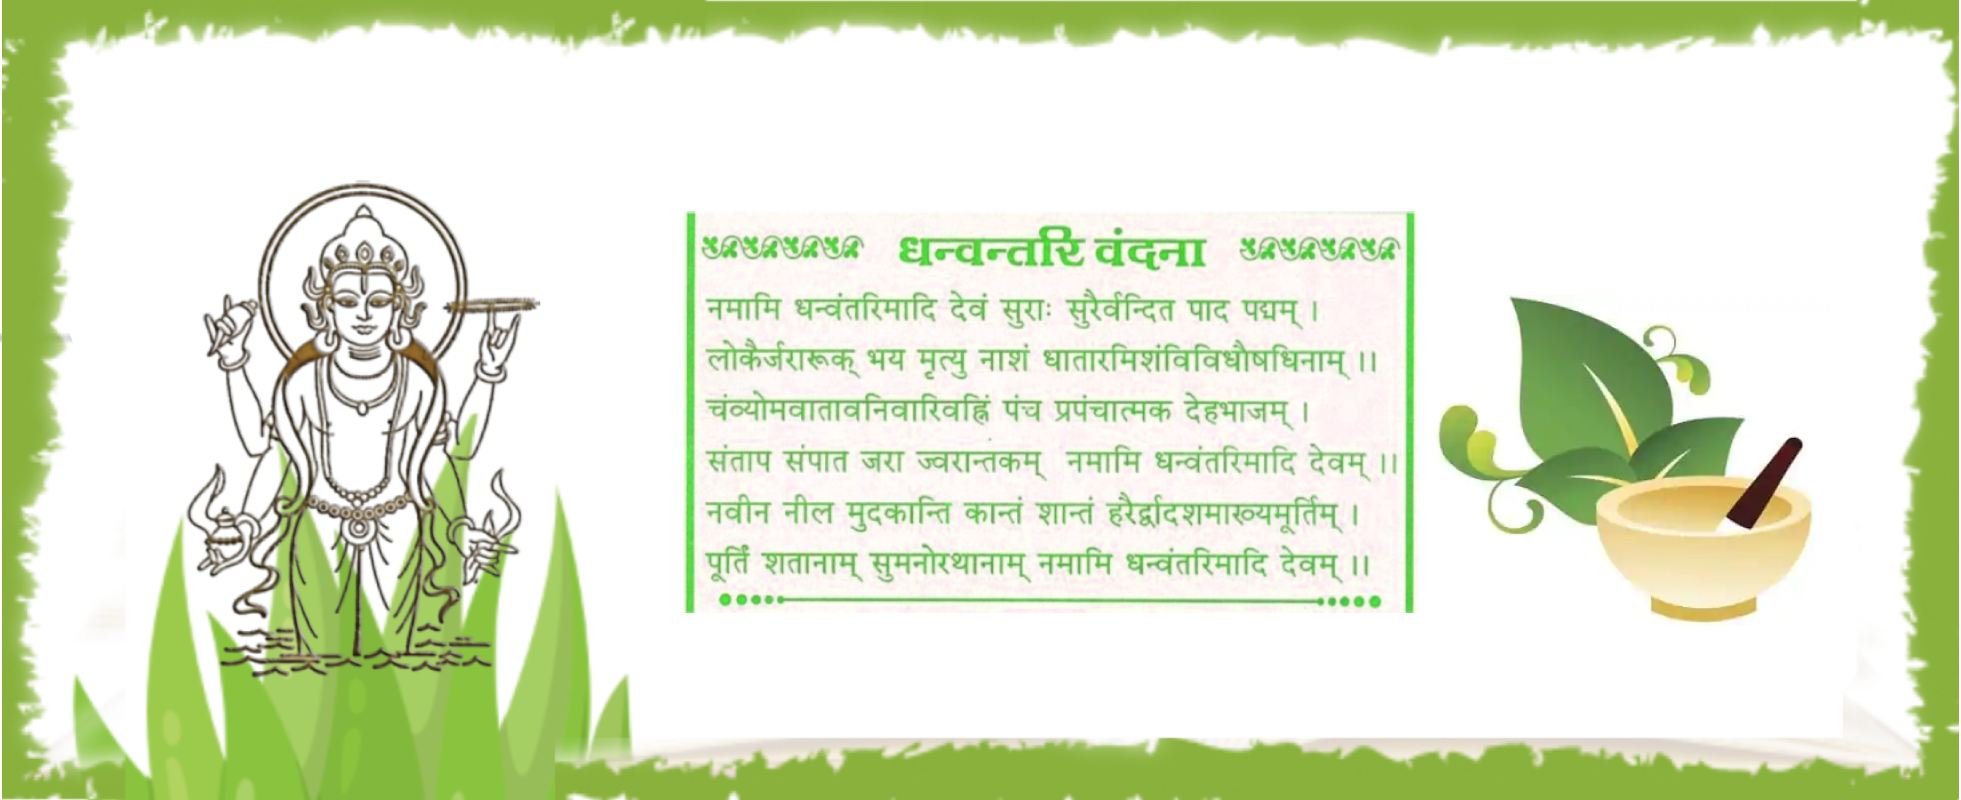 धन्वन्तरि वंदना
नमामि धन्वंतरिमादि देवं सुराः सुरैर्वन्दित पाद पद्मम् ।
लोकैर्जरारूक् भय मृत्यु नाशं धातारमिशंविविधौषधिनाम् ।।
चंव्योमवातावनिवारिवह्निं पंच प्रपंचात्मक देहभाजम् ।
संताप संपात जरा ज्वरान्तकम् नमामि धन्वंतरिमादि देवम् ।।
नवीन नील मुदकान्ति कान्तं शान्तं हरैर्द्वादशमाख्यमूर्तिम् ।
पूर्तिं शतानाम् सुमनोरथानाम् नमामि धन्वंतरिमादि देवम् ।।